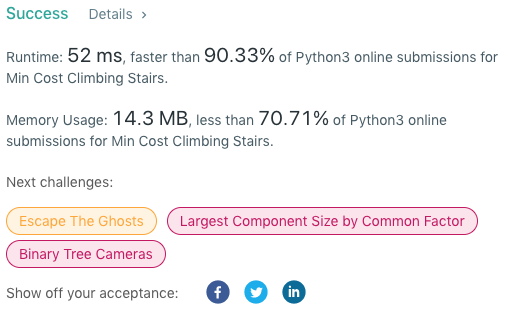 Success Details ›
Runtime: 52 ms, faster than 90.33% of Python3 online submissions for
Min Cost Climbing Stairs.
Memory Usage: 14.3 MB, less than 70.71% of Python3 online
submissions for Min Cost Climbing Stairs.
Next challenges:
Escape The Ghosts Largest Component Size by Common Factor
Binary Tree Cameras
Show off your acceptance: f in